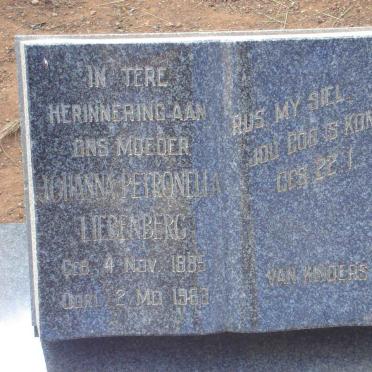 IN TERE
HERINNERING AAN
ONS MOEDER
JOHANNA PETRONELLA
LIEBENBERG
GEB. 4 NOV. 1885
OORL. 2 MEI
RUS MY SIEL,
JOU GOD IS KON
GES 22:1.
VAN KINDERS